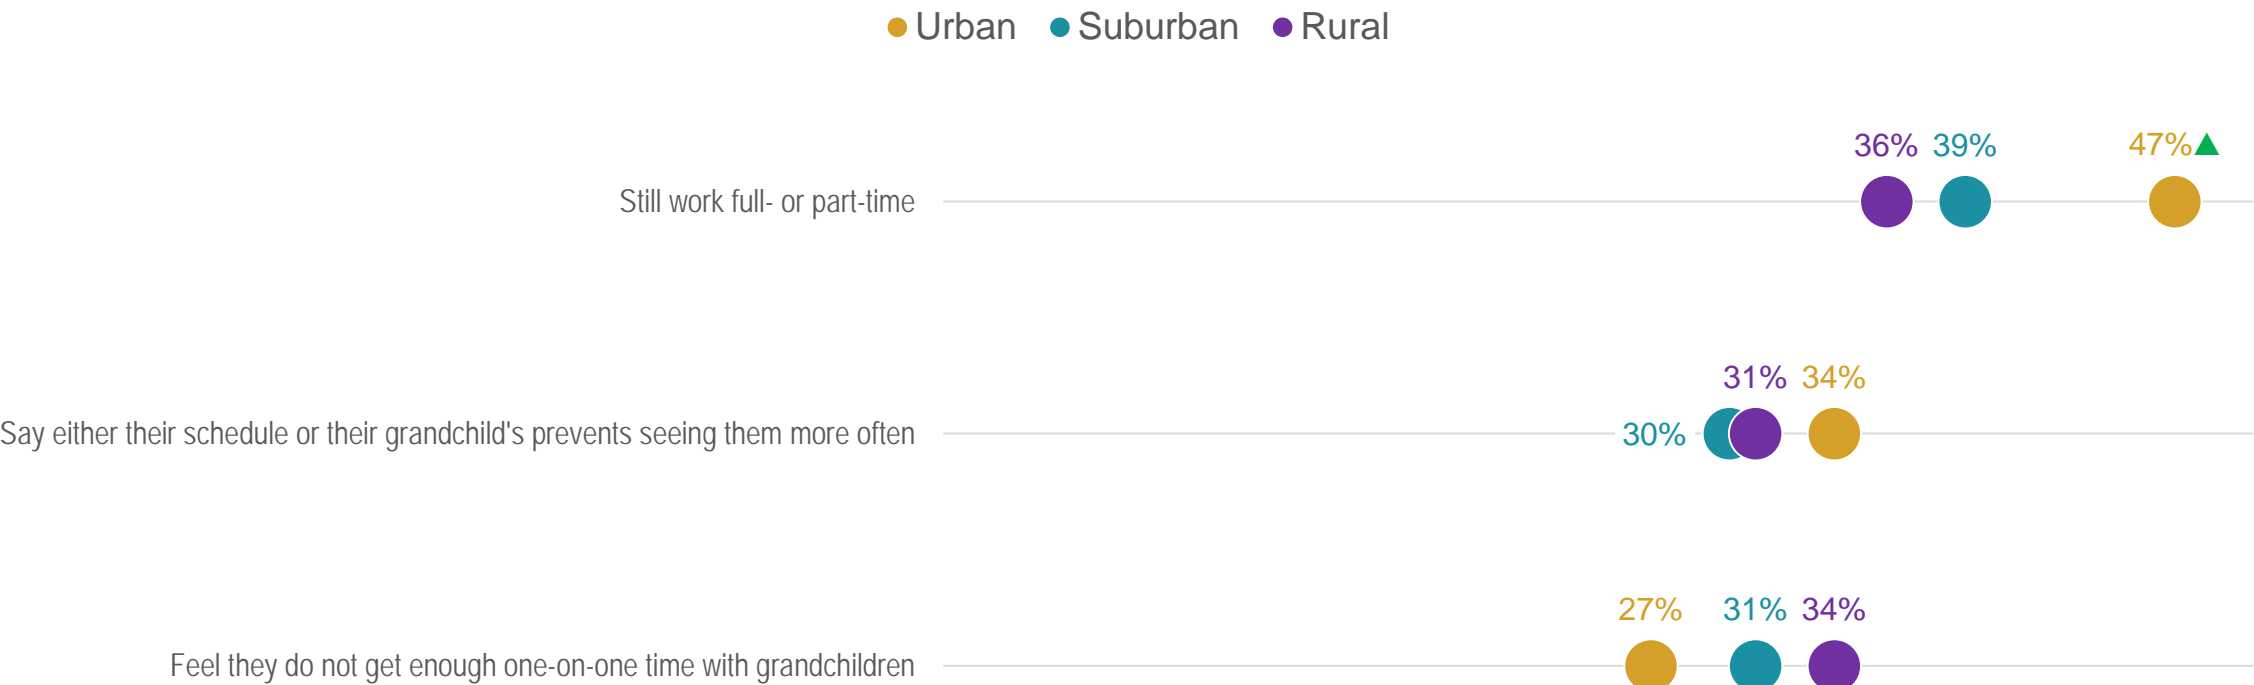 Urban Suburban Rural
36% 39% 47%
Still work full- or part-time
31% 34%
Say either their schedule or their grandchild's prevents seeing them more often 30%
27% 31% 34%
Feel they do not get enough one-on-one time with grandchildren